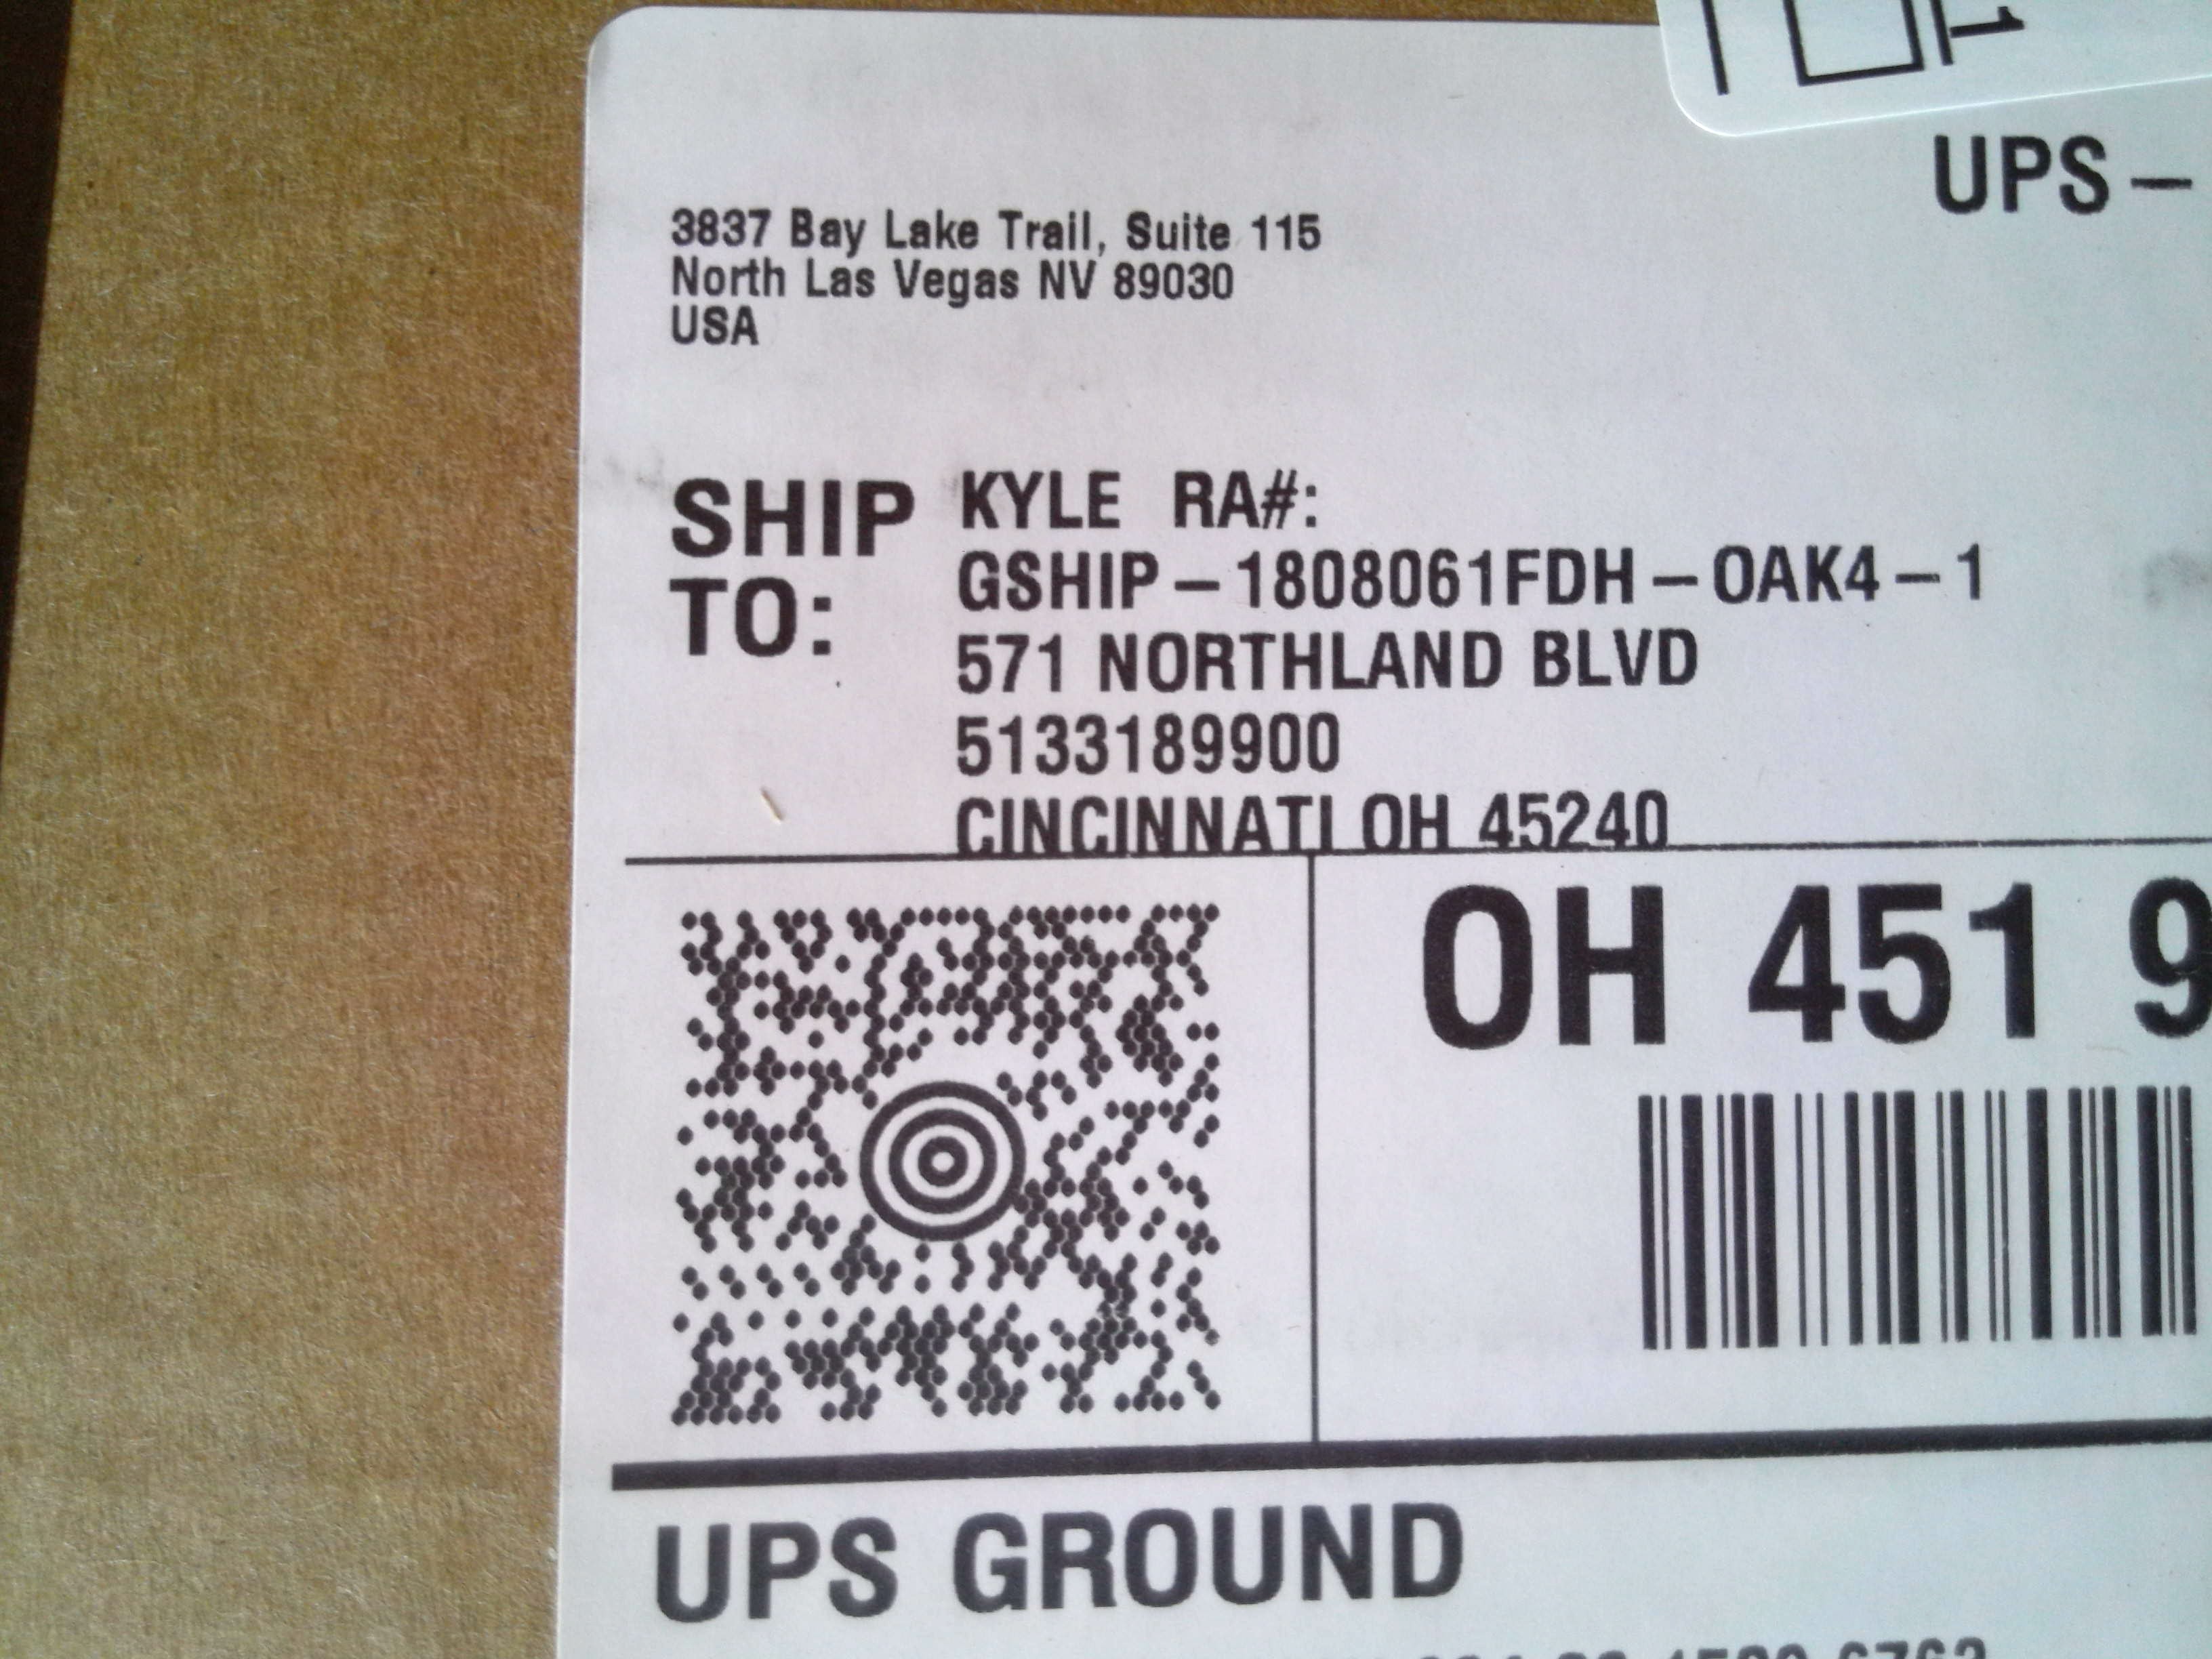 1
UPS –
3837 Bay Lake Trail, Suite 115
North Las Vegas NV 89030
USA
SHIP TO:
KYLE RA#:
GSHIP – 1808061FDH – OAK4 – 1
571 NORTHLAND BLVD
5133189900
CINCINNATI OH 45240
OH 451 9
UPS GROUND